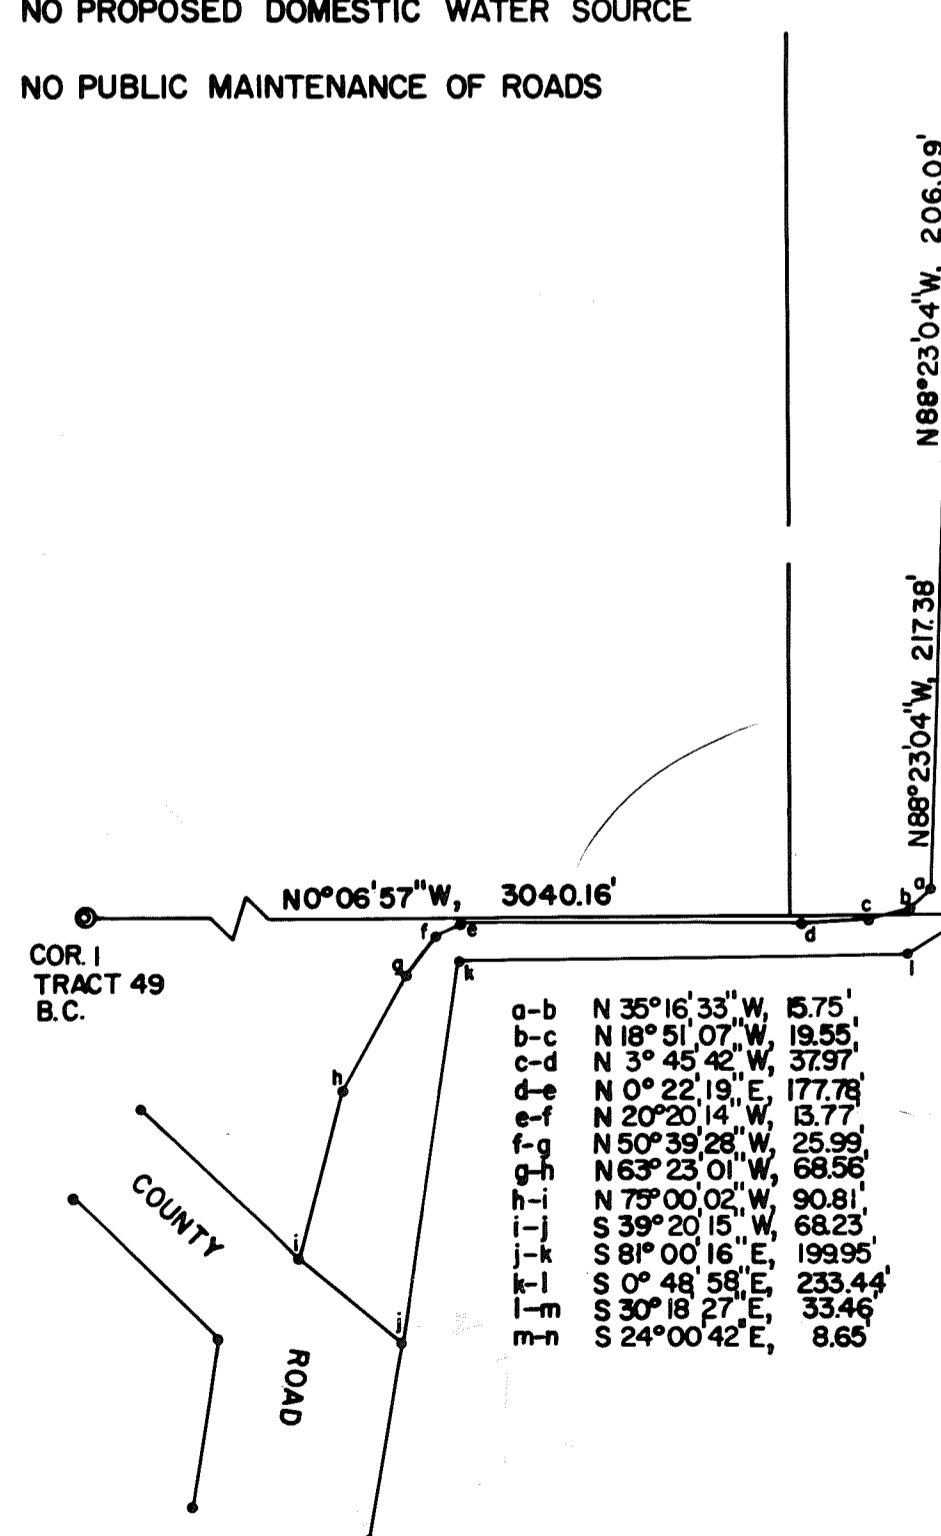 NO PROPOSED DOMESTIC WATER SOURCE
NO PUBLIC MAINTENANCE OF ROADS
N88°23'04"W, 206.09'
N88°23'04"W, 217.38'
N0°06'57"W, 3040.16'
a
b
c
d
e
f
g
h
i
j
k
l
COR. 1
TRACT 49
B.C.
COUNTY
ROAD
a-b N 35°16'33"W, 15.75'
b-c N 18°51'07"W, 19.55'
c-d N 3°45'42"W, 37.97'
d-e N 0°22'19"E, 177.78'
e-f N 20°20'14"W, 13.77'
f-g N 50°39'28"W, 25.99'
g-h N 63°23'01"W, 68.56'
h-i N 75°00'02"W, 90.81'
i-j S 39°20'15"W, 68.23'
j-k S 81°00'16"E, 199.95'
k-l S 0°48'58"E, 233.44'
l-m S 30°18'27"E, 33.46'
m-n S 24°00'42"E, 8.65'